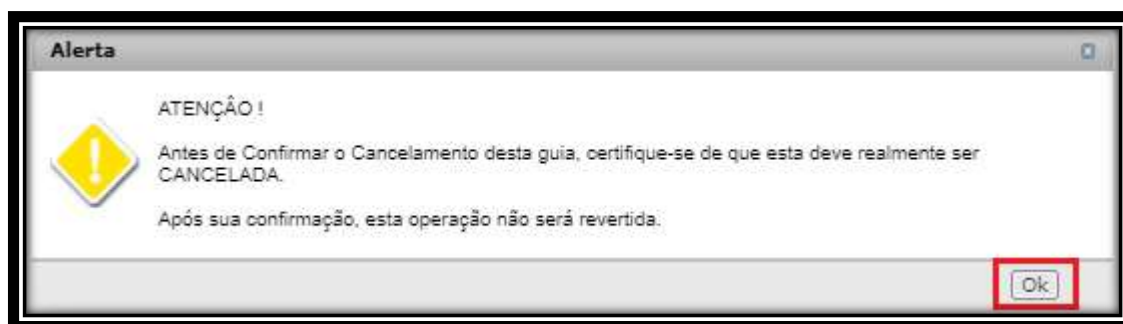 Alerta
ATENÇÂO !
Antes de Confirmar o Cancelamento desta guia, certifique-se de que esta deve realmente ser
CANCELADA.
Após sua confirmação, esta operação não será revertida.
Ok